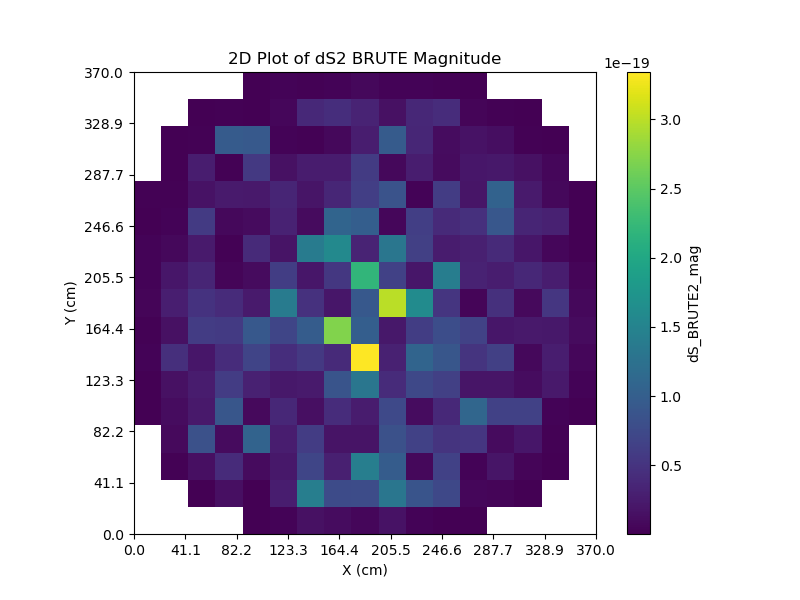 2D Plot of dS2 BRUTE Magnitude
1e−19
370.0
328.9
287.7
246.6
205.5
164.4
123.3
82.2
41.1
0.0
Y (cm)
0.0 41.1 82.2 123.3 164.4 205.5 246.6 287.7 328.9 370.0
X (cm)
3.0
2.5
2.0
1.5
1.0
0.5
dS_BRUTE2_mag